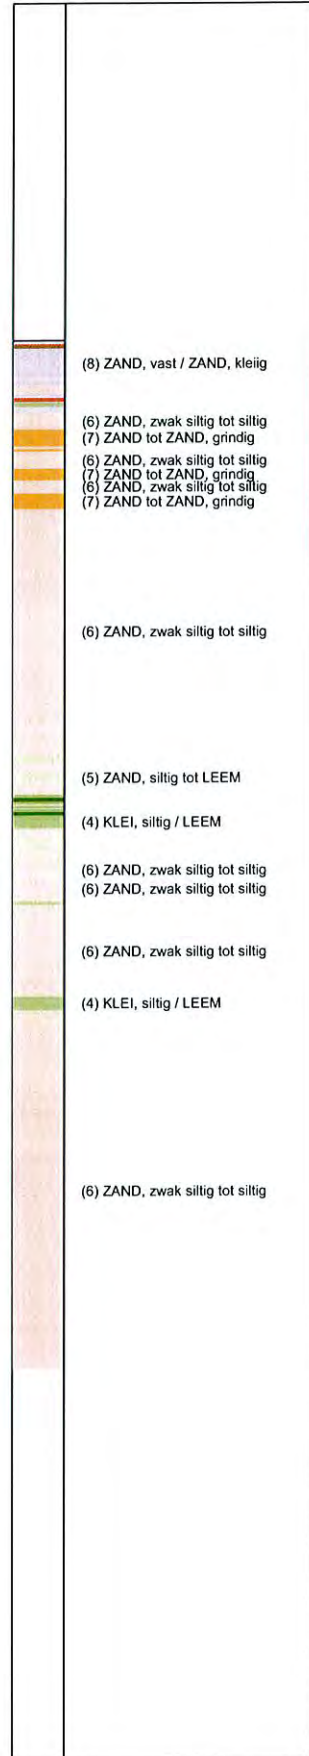 (8) ZAND, vast / ZAND, kleiig
(6) ZAND, zwak siltig tot siltig
(7) ZAND tot ZAND, grindig
(6) ZAND, zwak siltig tot siltig
(7) ZAND tot ZAND, grindig
(6) ZAND, zwak siltig tot siltig
(7) ZAND tot ZAND, grindig
(6) ZAND, zwak siltig tot siltig
(5) ZAND, siltig tot LEEM
(4) KLEI, siltig / LEEM
(6) ZAND, zwak siltig tot siltig
(6) ZAND, zwak siltig tot siltig
(6) ZAND, zwak siltig tot siltig
(4) KLEI, siltig / LEEM
(6) ZAND, zwak siltig tot siltig